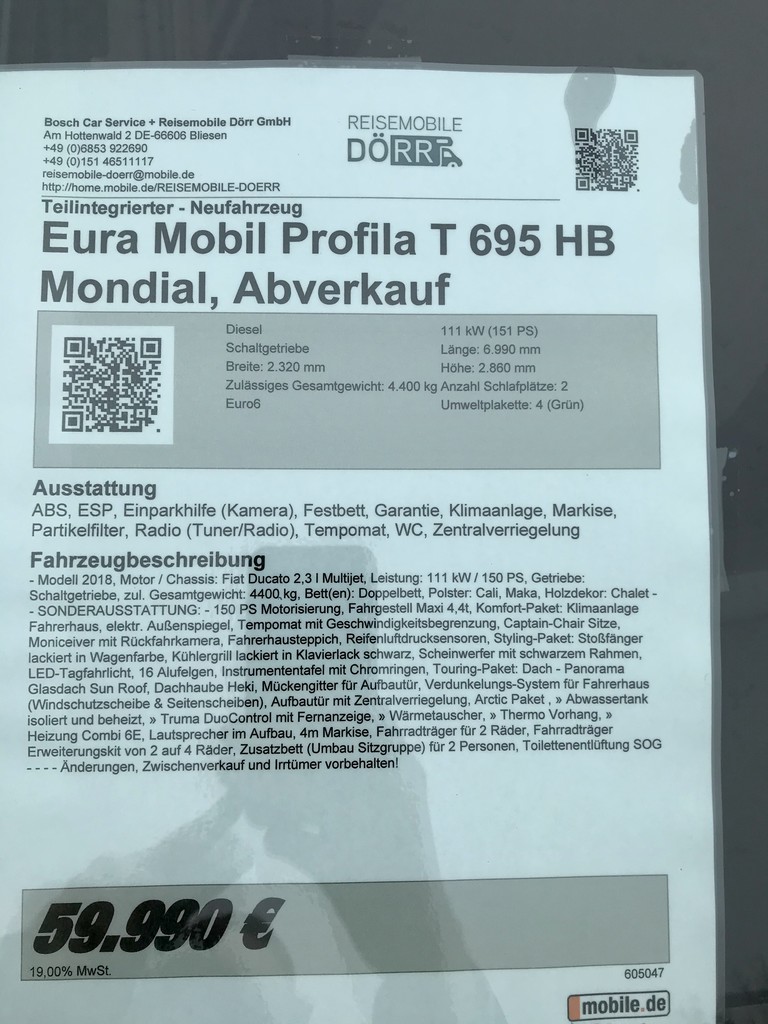 Bosch Car Service + Reisemobile Dörr GmbH
Am Hottenwald 2 DE-66606 Bliesen
+49 (0)6853 922690
+49 (0)151 46511117
reisemobile-doerr@mobile.de
http://home.mobile.de/REISEMOBILE-DOERR
REISEMOBILE
DÖRR
Teilintegrierter - Neufahrzeug
Eura Mobil Profila T 695 HB
Mondial, Abverkauf
Diesel 111 kW (151 PS)
Schaltgetriebe Länge: 6.990 mm
Breite: 2.320 mm Höhe: 2.860 mm
Zulässiges Gesamtgewicht: 4.400 kg Anzahl Schlafplätze: 2
Euro6 Umweltplakette: 4 (Grün)
Ausstattung
ABS, ESP, Einparkhilfe (Kamera), Festbett, Garantie, Klimaanlage, Markise,
Partikelfilter, Radio (Tuner/Radio), Tempomat, WC, Zentralverriegelung
Fahrzeugbeschreibung
- Modell 2018, Motor / Chassis: Fiat Ducato 2,3 l Multijet, Leistung: 111 kW / 150 PS, Getriebe:
Schaltgetriebe, zul. Gesamtgewicht: 4400,kg, Bett(en): Doppelbett, Polster: Cali, Maka, Holzdekor: Chalet -
- SONDERAUSSTATTUNG: - 150 PS Motorisierung, Fahrgestell Maxi 4,4t, Komfort-Paket: Klimaanlage
Fahrerhaus, elektr. Außenspiegel, Tempomat mit Geschwindigkeitsbegrenzung, Captain-Chair Sitze,
Moniceiver mit Rückfahrkamera, Fahrerhausteppich, Reifenluftdrucksensoren, Styling-Paket: Stoßfänger
lackiert in Wagenfarbe, Kühlergrill lackiert in Klavierlack schwarz, Scheinwerfer mit schwarzem Rahmen,
LED-Tagfahrlicht, 16 Alufelgen, Instrumententafel mit Chromringen, Touring-Paket: Dach - Panorama
Glasdach Sun Roof, Dachhaube Heki, Mückengitter für Aufbautür, Verdunkelungs-System für Fahrerhaus
(Windschutzscheibe & Seitenscheiben), Aufbautür mit Zentralverriegelung, Arctic Paket , » Abwassertank
isoliert und beheizt, » Truma DuoControl mit Fernanzeige, » Wärmetauscher, » Thermo Vorhang, »
Heizung Combi 6E, Lautsprecher im Aufbau, 4m Markise, Fahrradträger für 2 Räder, Fahrradträger
Erweiterungskit von 2 auf 4 Räder, Zusatzbett (Umbau Sitzgruppe) für 2 Personen, Toilettenentlüftung SOG
- - - - Änderungen, Zwischenverkauf und Irrtümer vorbehalten!
59.990 €
19,00% MwSt.
605047
mobile.de